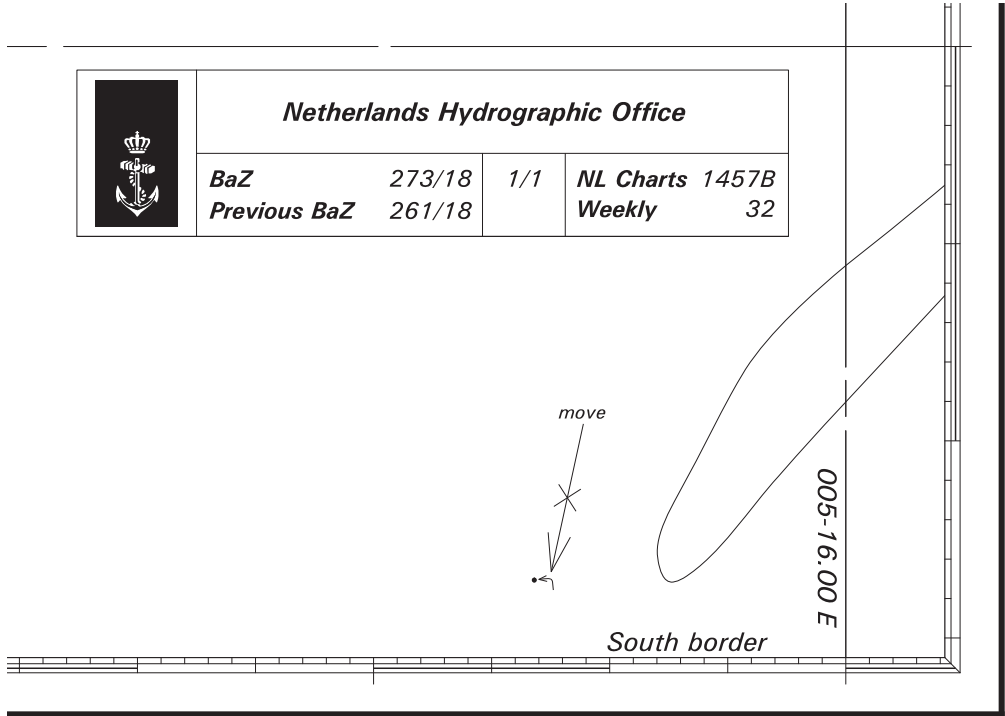 Netherlands Hydrographic Office
BaZ 273/18 1/1 NL Charts 1457B
Previous BaZ 261/18 Weekly 32
move
005-16.00 E
South border